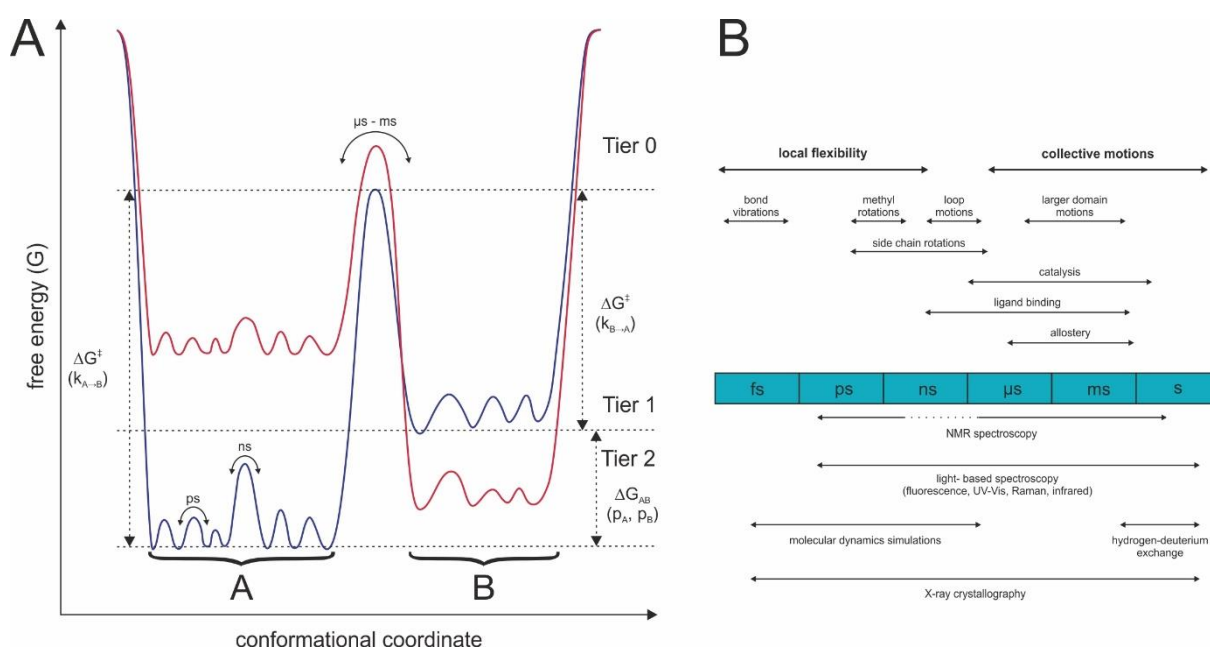 A
free energy (G)
conformational coordinate
µs - ms
Tier 0
Tier 1
Tier 2
ΔG‡
(kA→B)
ΔG‡
(kB→A)
ΔGAB
(pA, pB)
ps
ns
A
B
B
local flexibility
collective motions
bond
vibrations
methyl
rotations
loop
motions
larger domain
motions
side chain rotations
catalysis
ligand binding
allostery
fs ps ns µs ms s
NMR spectroscopy
light- based spectroscopy
(fluorescence, UV-Vis, Raman, infrared)
molecular dynamics simulations
hydrogen-deuterium
exchange
X-ray crystallography